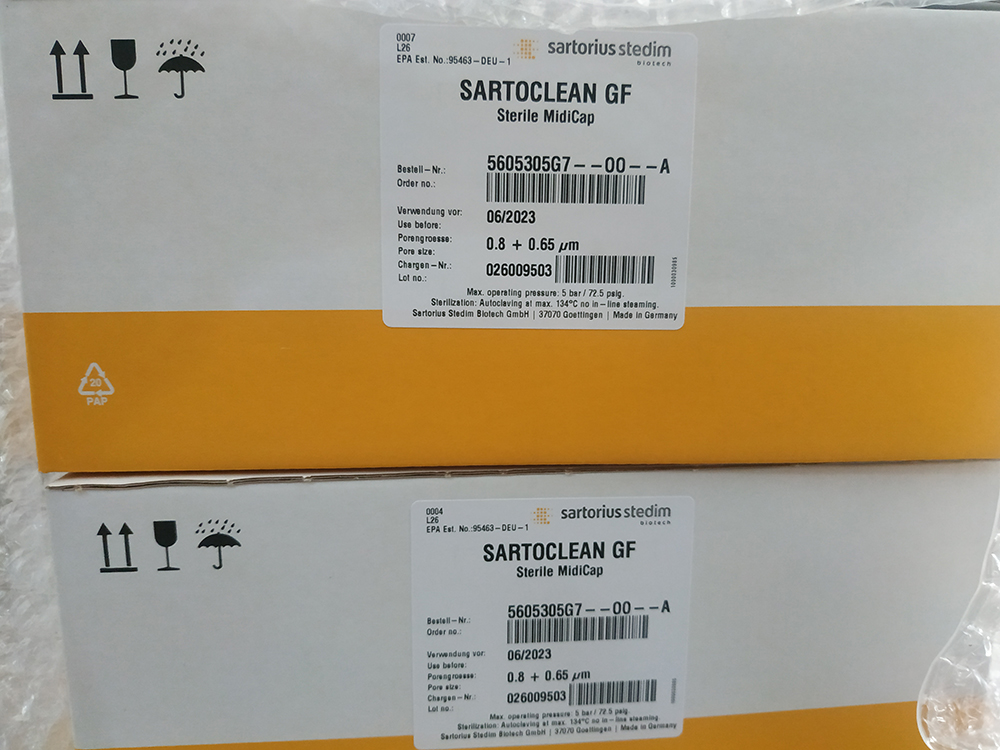 0007
L26
EPA Est. No.:95463-DEU-1
sartorius stedim
biotech
SARTOCLEAN GF
Sterile MidiCap
Bestell-Nr.: 5605305G7--00--A
Order no.:
Verwendung vor: 06/2023
Use before:
Porengroesse: 0.8 + 0.65 µm
Pore size:
Chargen-Nr.: 026009503
Lot no.:
Max. operating pressure: 5 bar / 72.5 psig.
Sterilization: Autoclaving at max. 134°C no in-line steaming.
Sartorius Stedim Biotech GmbH | 37070 Goettingen | Made in Germany
20
PAP
0004
L26
EPA Est. No.:95463-DEU-1
sartorius stedim
biotech
SARTOCLEAN GF
Sterile MidiCap
Bestell-Nr.: 5605305G7--00--A
Order no.:
Verwendung vor: 06/2023
Use before:
Porengroesse: 0.8 + 0.65 µm
Pore size:
Chargen-Nr.: 026009503
Lot no.:
Max. operating pressure: 5 bar / 72.5 psig.
Sterilization: Autoclaving at max. 134°C no in-line steaming.
Sartorius Stedim Biotech GmbH | 37070 Goettingen | Made in Germany